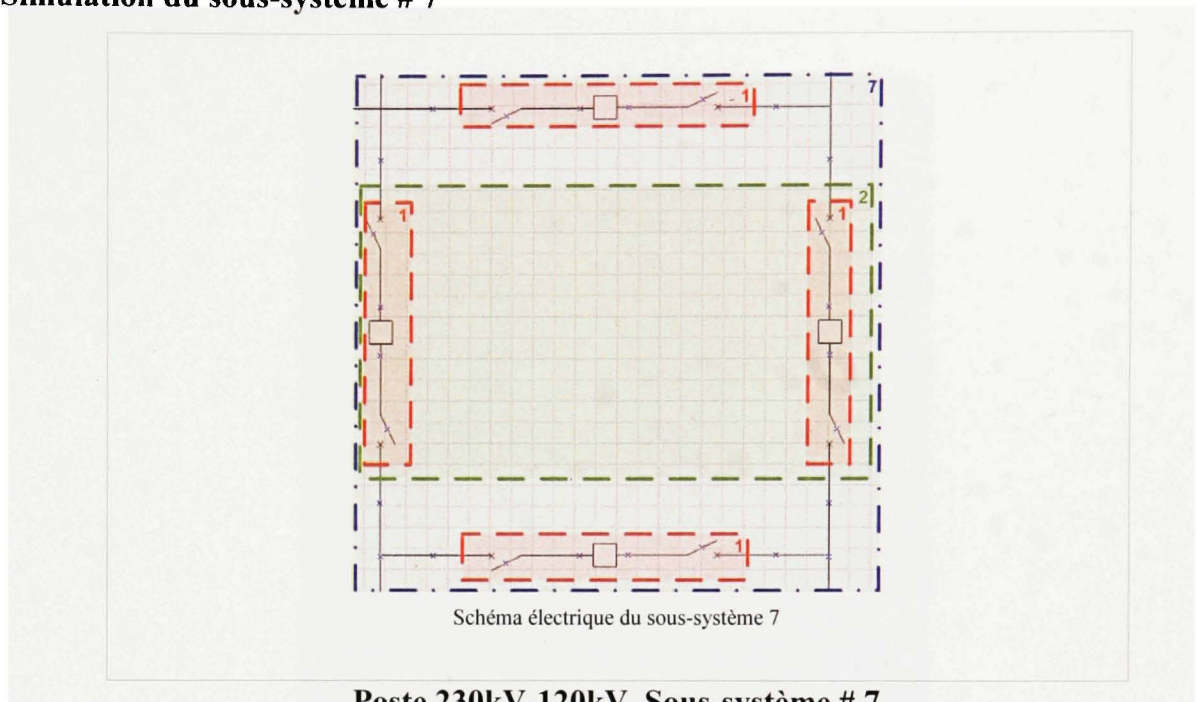 Simulation du sous-système # 7
7
1
2
1
1
1
Schéma électrique du sous-système 7
Poste 230kV-120kV, Sous-système # 7